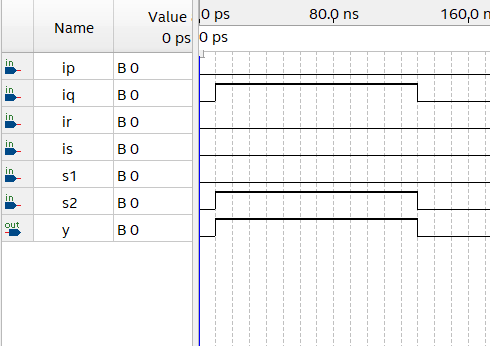 Name
Value
0 ps
0 ps
80.0 ns
160,0 n
0 ps
in ip B 0
in iq B 0
in ir B 0
in is B 0
in s1 B 0
in s2 B 0
out y B 0